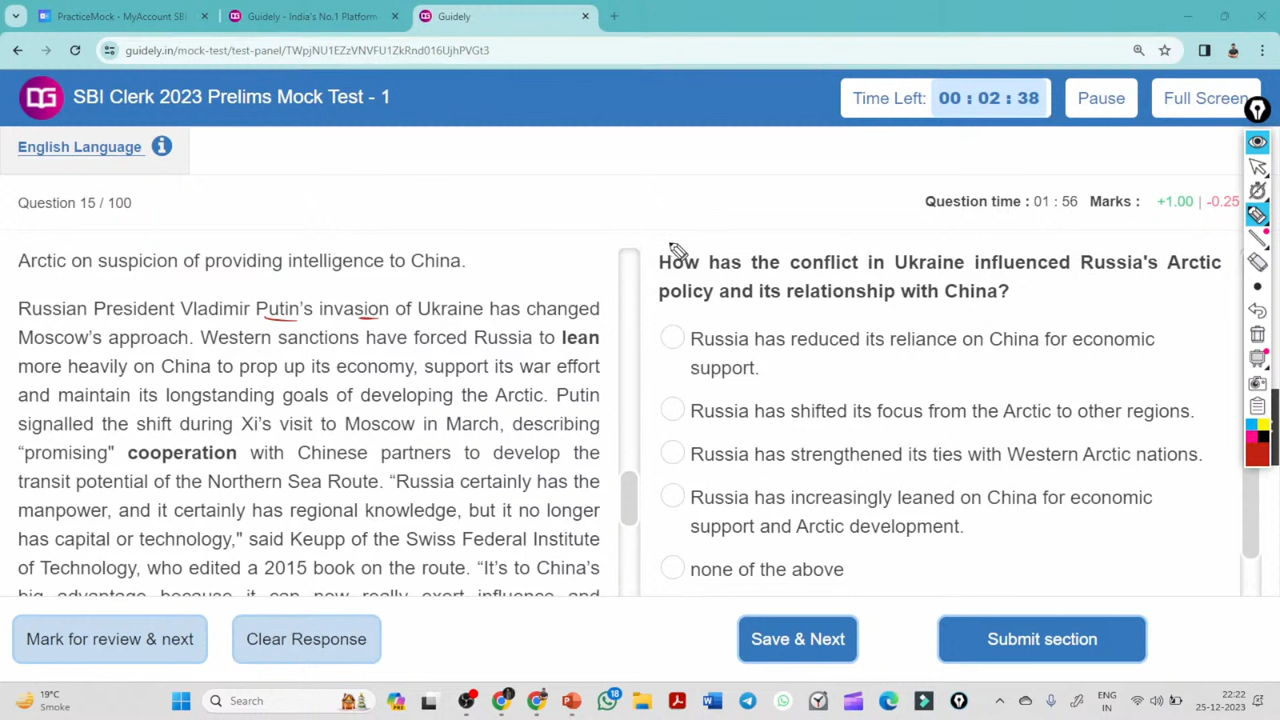 PracticeMock - MyAccount SBI
Guidely - India's No.1 Platform
Guidely
guidely.in/mock-test/test-panel/TWpjNU1EZzVNVFU1ZkRnd016UjhPVGt3
SBI Clerk 2023 Prelims Mock Test - 1
Time Left: 00 : 02 : 38
Pause
Full Screen
English Language
Question 15 / 100
Question time : 01 : 56 Marks : +1.00 | -0.25
Arctic on suspicion of providing intelligence to China.
Russian President Vladimir Putin's invasion of Ukraine has changed
Moscow's approach. Western sanctions have forced Russia to lean
more heavily on China to prop up its economy, support its war effort
and maintain its longstanding goals of developing the Arctic. Putin
signalled the shift during Xi's visit to Moscow in March, describing
“promising" cooperation with Chinese partners to develop the
transit potential of the Northern Sea Route. “Russia certainly has the
manpower, and it certainly has regional knowledge, but it no longer
has capital or technology," said Keupp of the Swiss Federal Institute
of Technology, who edited a 2015 book on the route. “It's to China's
big advantage because it can now really exert influence and
How has the conflict in Ukraine influenced Russia's Arctic
policy and its relationship with China?
Russia has reduced its reliance on China for economic
support.
Russia has shifted its focus from the Arctic to other regions.
Russia has strengthened its ties with Western Arctic nations.
Russia has increasingly leaned on China for economic
support and Arctic development.
none of the above
Mark for review & next
Clear Response
Save & Next
Submit section
19°C
Smoke
Search
18
ENG
IN
22:22
25-12-2023